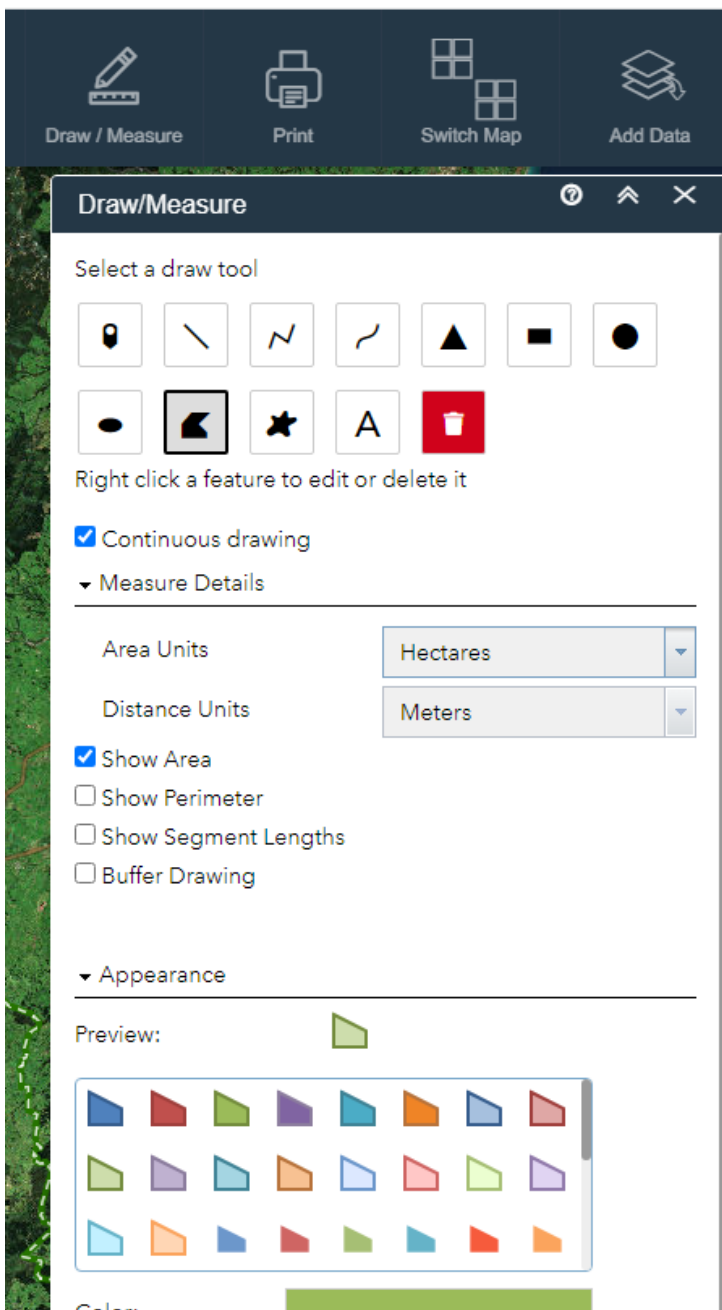 Draw / Measure Print Switch Map Add Data
Draw/Measure
Select a draw tool
A
Right click a feature to edit or delete it
Continuous drawing
Measure Details
Area Units Hectares
Distance Units Meters
Show Area
Show Perimeter
Show Segment Lengths
Buffer Drawing
Appearance
Preview:
Color: